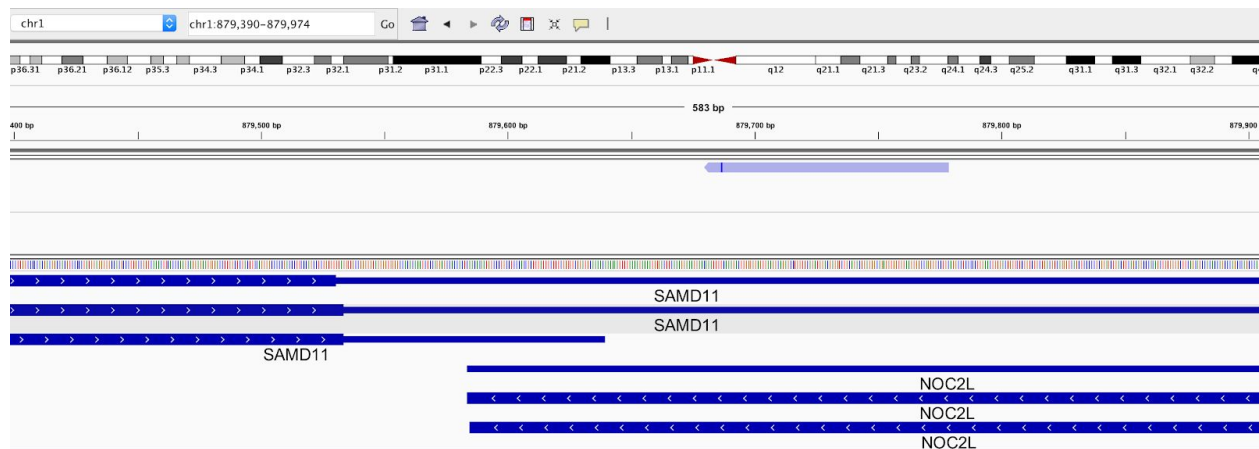 chr1 chr1:879,390-879,974 Go
p36.31 p36.21 p36.12 p35.3 p34.3 p34.1 p32.3 p32.1 p31.2 p31.1 p22.3 p22.1 p21.2 p13.3 p13.1 p11.1 q12 q21.1 q21.3 q23.2 q24.1 q24.3 q25.2 q31.1 q31.3 q32.1 q32.2
583 bp
400 bp 879,500 bp 879,600 bp 879,700 bp 879,800 bp 879,900
SAMD11
SAMD11
SAMD11
NOC2L
NOC2L
NOC2L